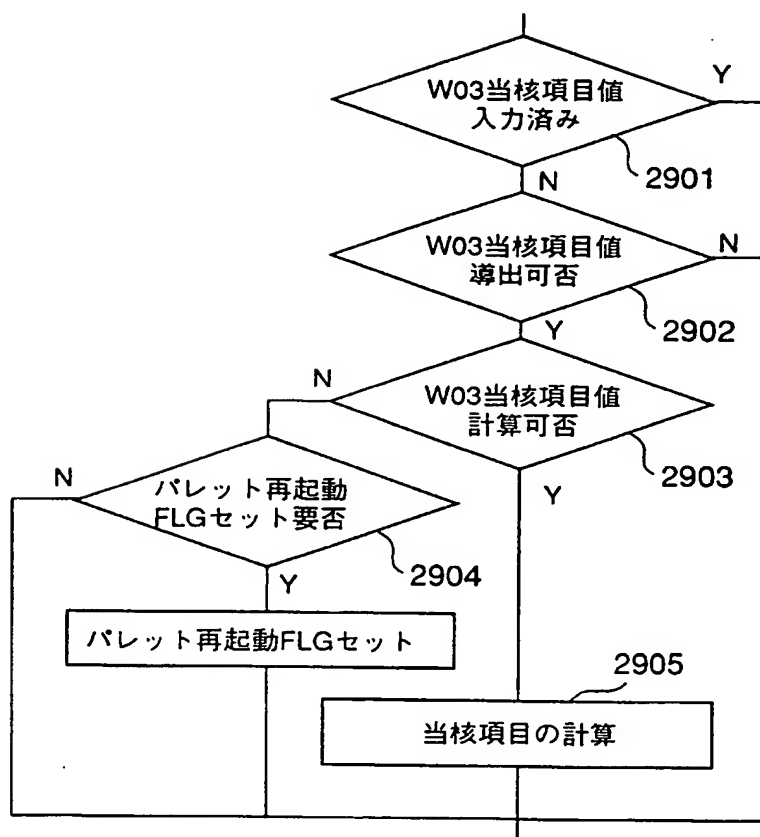 W03当核項目値
入力済み
Y
2901
N
W03当核項目値
導出可否
N
2902
Y
W03当核項目値
計算可否
N
2903
Y
パレット再起動
FLGセット要否
N
2904
Y
パレット再起動FLGセット
2905
当核項目の計算